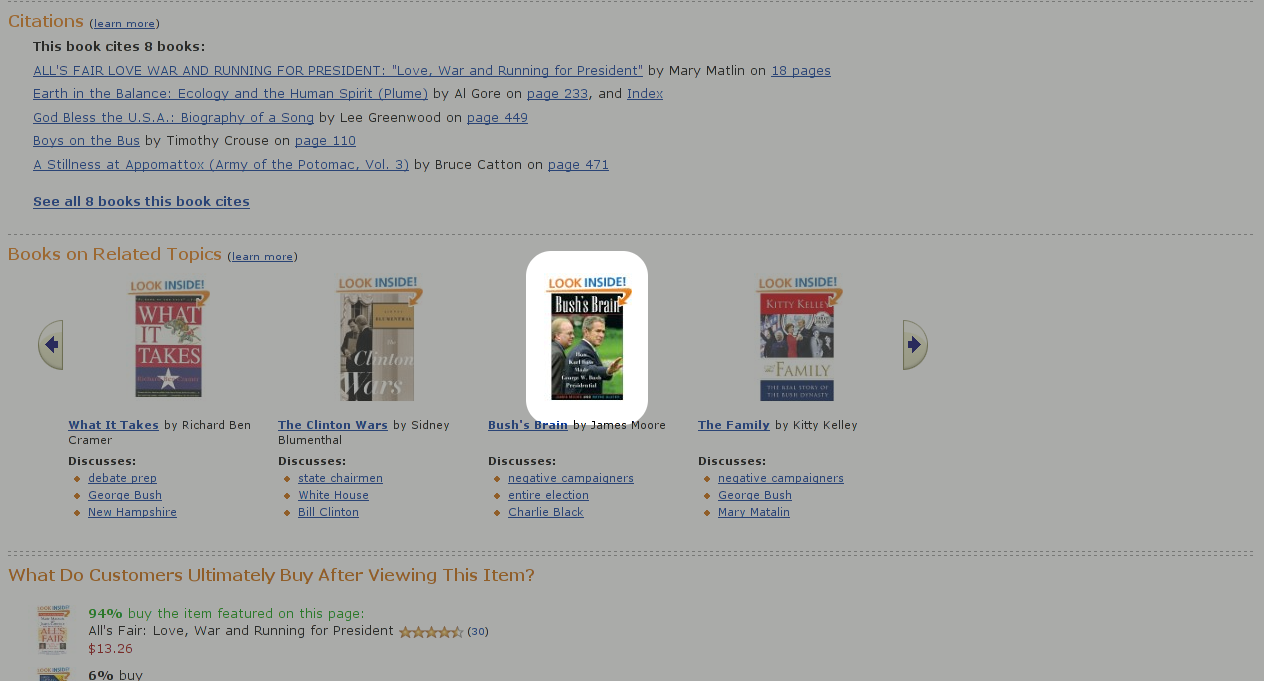 Citations (learn more)
This book cites 8 books:
ALL'S FAIR LOVE WAR AND RUNNING FOR PRESIDENT: "Love, War and Running for President" by Mary Matlin on 18 pages
Earth in the Balance: Ecology and the Human Spirit (Plume) by Al Gore on page 233, and Index
God Bless the U.S.A.: Biography of a Song by Lee Greenwood on page 449
Boys on the Bus by Timothy Crouse on page 110
A Stillness at Appomattox (Army of the Potomac, Vol. 3) by Bruce Catton on page 471
See all 8 books this book cites
Books on Related Topics (learn more)
LOOK INSIDE!
WHAT
IT
TAKES
LOOK INSIDE!
BLUMENTHAL
The Clinton
Wars
LOOK INSIDE!
Bush's Brain
How
Karl Rove
Made
George W. Bush
Presidential
LOOK INSIDE!
KITTY KELLEY
The
FAMILY
THE REAL STORY OF
THE BUSH DYNASTY
What It Takes by Richard Ben
Cramer
Discusses:
debate prep
George Bush
New Hampshire
The Clinton Wars by Sidney
Blumenthal
Discusses:
state chairmen
White House
Bill Clinton
Bush's Brain by James Moore
Discusses:
negative campaigners
entire election
Charlie Black
The Family by Kitty Kelley
Discusses:
negative campaigners
George Bush
Mary Matalin
What Do Customers Ultimately Buy After Viewing This Item?
LOOK INSIDE!
ALL'S
FAIR
94% buy the item featured on this page:
All's Fair: Love, War and Running for President (30)
$13.26
LOOK INSIDE!
6% buy